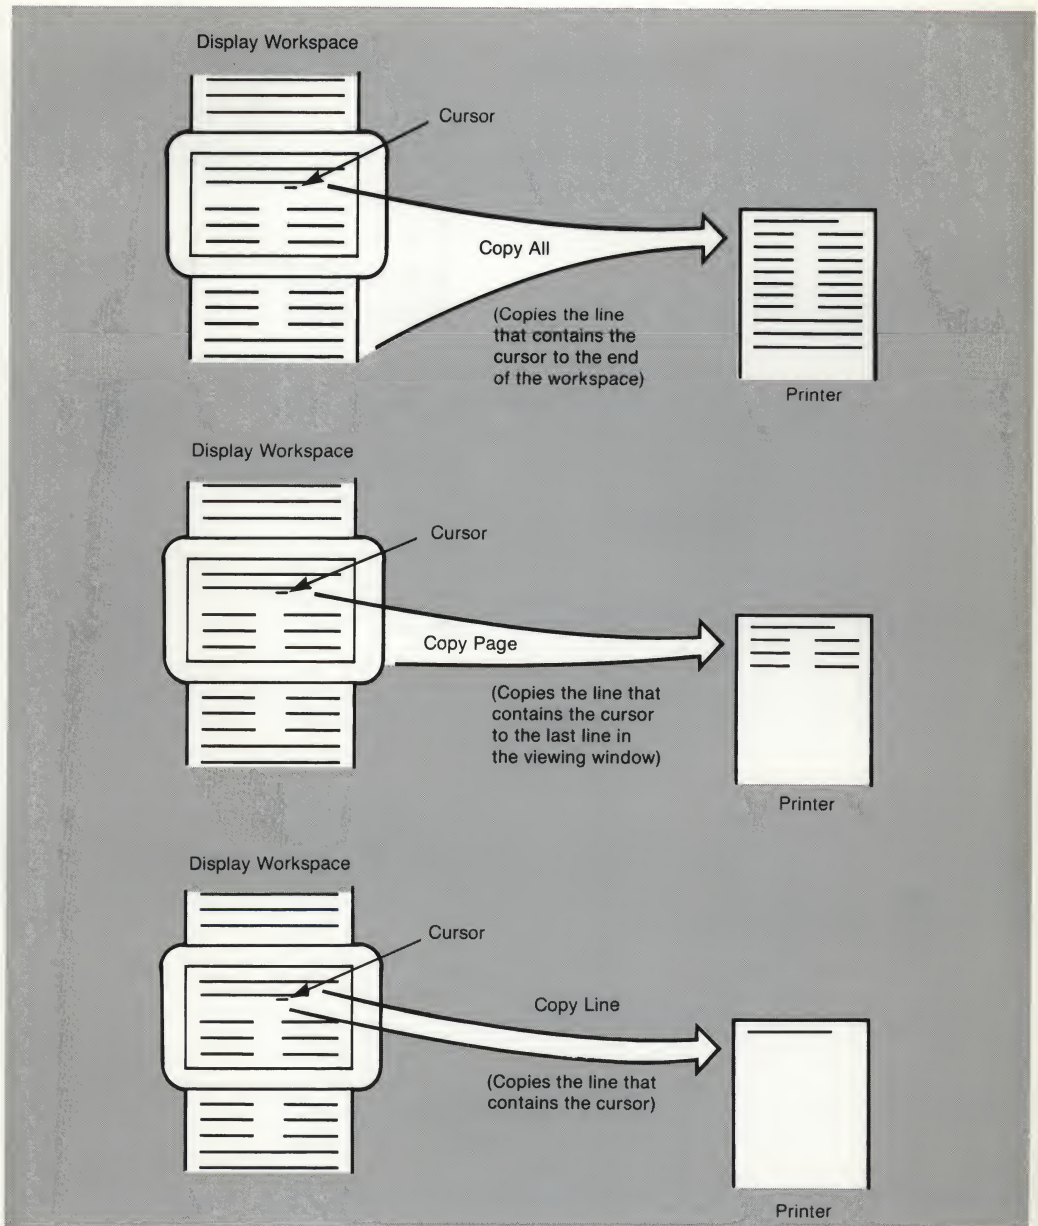 Display Workspace
Cursor
Copy All
(Copies the line
that contains the
cursor to the end
of the workspace)
Printer
Display Workspace
Cursor
Copy Page
(Copies the line that
contains the cursor
to the last line in
the viewing window)
Printer
Display Workspace
Cursor
Copy Line
(Copies the line that
contains the cursor)
Printer